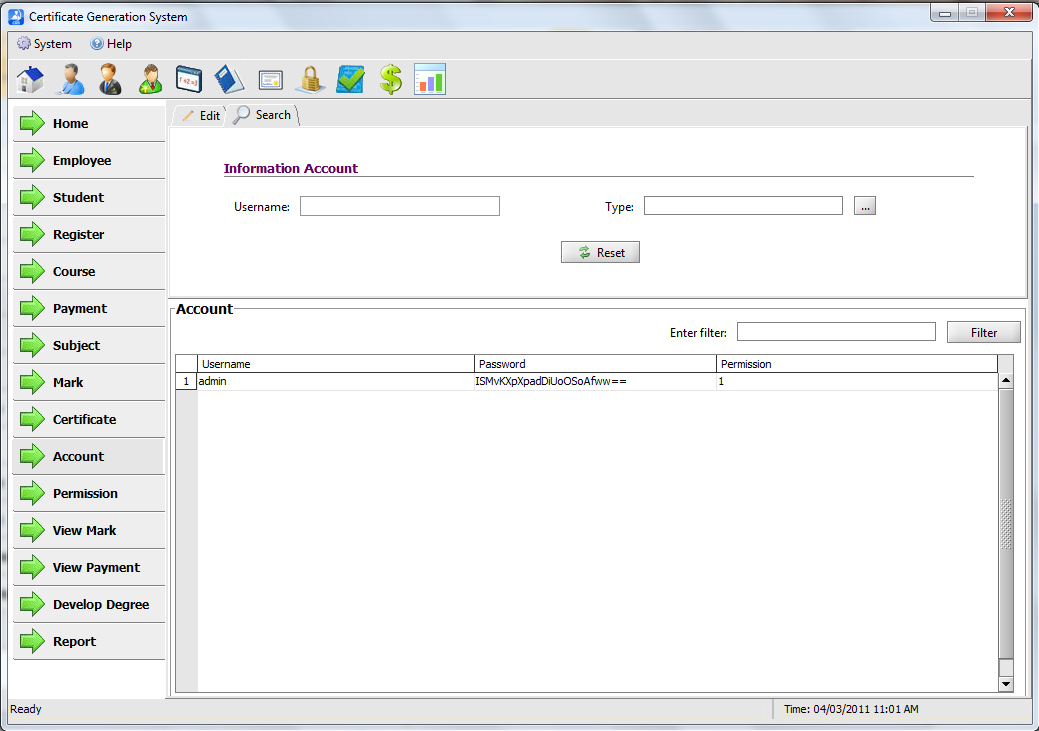 Certificate Generation System
System Help
Edit Search
Home
Employee
Student
Register
Course
Payment
Subject
Mark
Certificate
Account
Permission
View Mark
View Payment
Develop Degree
Report
Information Account
Username: Type: ...
Reset
Account
Enter filter: Filter
Username Password Permission
1 admin ISMvKXpXpadDiUoOSoAfww== 1
Ready Time: 04/03/2011 11:01 AM